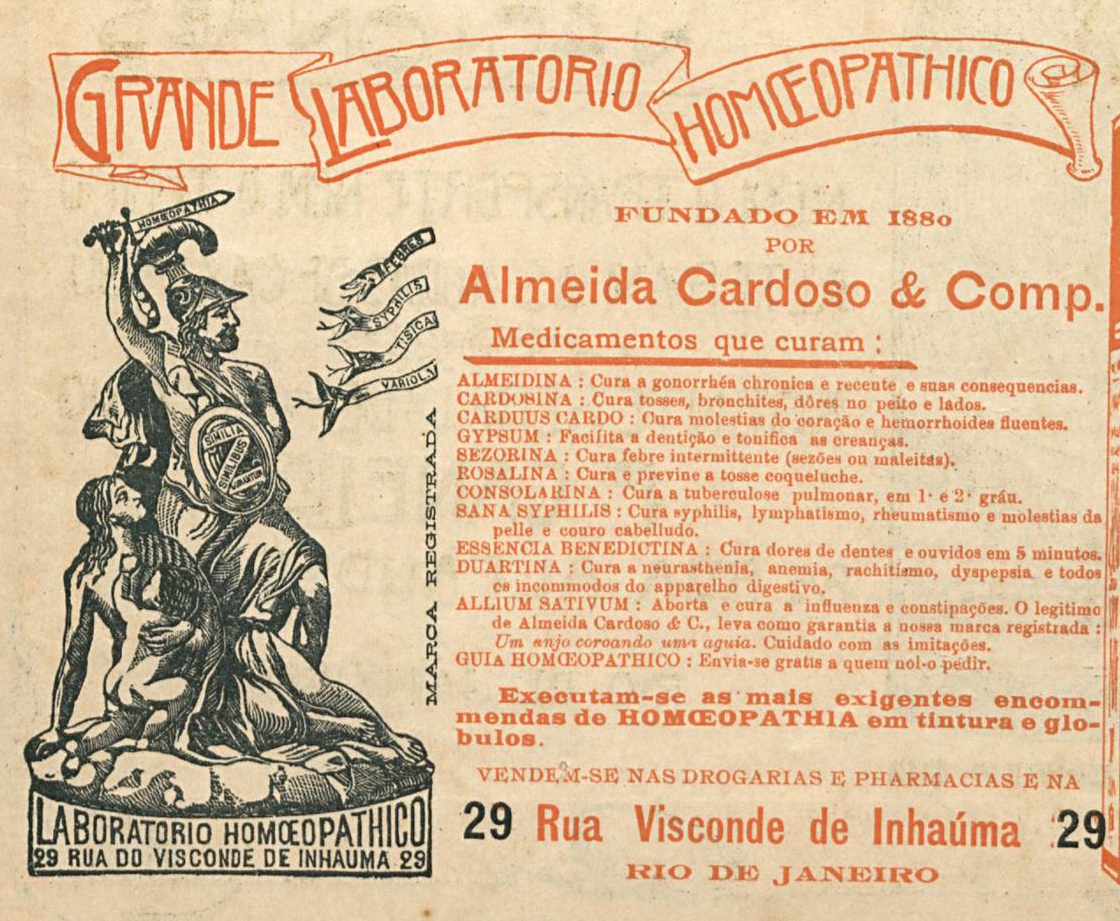 GRANDE LABORATORIO HOMŒOPATHICO
HOMŒOPATHIA
FEBRES
SYPHILIS
TISICA
VARIOLA
SIMILIA
SIMILIBUS
CURANTUR
MARCA REGISTRADA
LABORATORIO HOMŒOPATHICO
29 RUA DO VISCONDE DE INHAUMA 29
FUNDADO EM 1880
POR
Almeida Cardoso & Comp.
Medicamentos que curam :
ALMEIDINA : Cura a gonorrhéa chronica e recente e suas consequencias.
CARDOSINA : Cura tosses, bronchites, dôres no peito e lados.
CARDUUS CARDO : Cura molestias do coração e hemorrhoides fluentes.
GYPSUM : Facilita a dentição e tonifica as creanças.
SEZORINA : Cura febre intermittente (sezões ou maleitas).
ROSALINA : Cura e previne a tosse coqueluche.
CONSOLARINA : Cura a tuberculose pulmonar, em 1· e 2· gráu.
SANA SYPHILIS : Cura syphilis, lymphatismo, rheumatismo e molestias da
pelle e couro cabelludo.
ESSENCIA BENEDICTINA : Cura dores de dentes e ouvidos em 5 minutos.
DUARTINA : Cura a neurasthenia, anemia, rachitismo, dyspepsia e todos
os incommodos do apparelho digestivo.
ALLIUM SATIVUM : Aborta e cura a influenza e constipações. O legitimo
de Almeida Cardoso & C., leva como garantia a nossa marca registrada :
Um anjo coroando uma aguia. Cuidado com as imitações.
GUIA HOMŒOPATHICO : Envia-se gratis a quem nol-o pedir.
Executam-se as mais exigentes encom-
mendas de HOMŒOPATHIA em tintura e glo-
bulos.
VENDEM-SE NAS DROGARIAS E PHARMACIAS E NA
29 Rua Visconde de Inhaúma 29
RIO DE JANEIRO